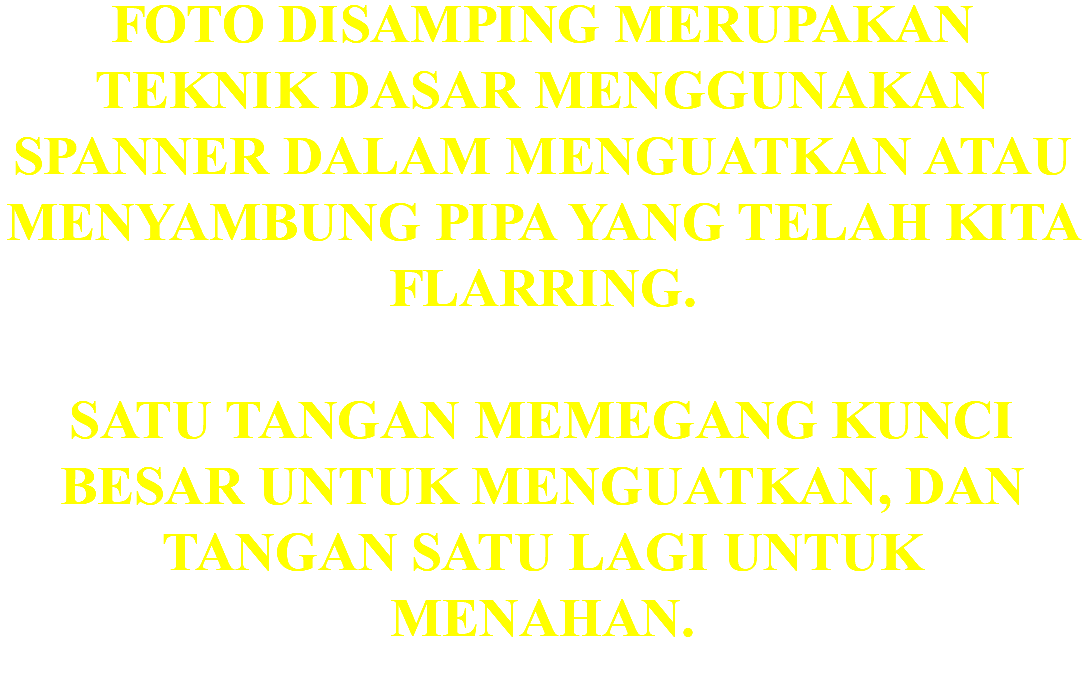 FOTO DISAMPING MERUPAKAN
TEKNIK DASAR MENGGUNAKAN
SPANNER DALAM MENGUATKAN ATAU
MENYAMBUNG PIPA YANG TELAH KITA
FLARRING.
SATU TANGAN MEMEGANG KUNCI
BESAR UNTUK MENGUATKAN, DAN
TANGAN SATU LAGI UNTUK
MENAHAN.